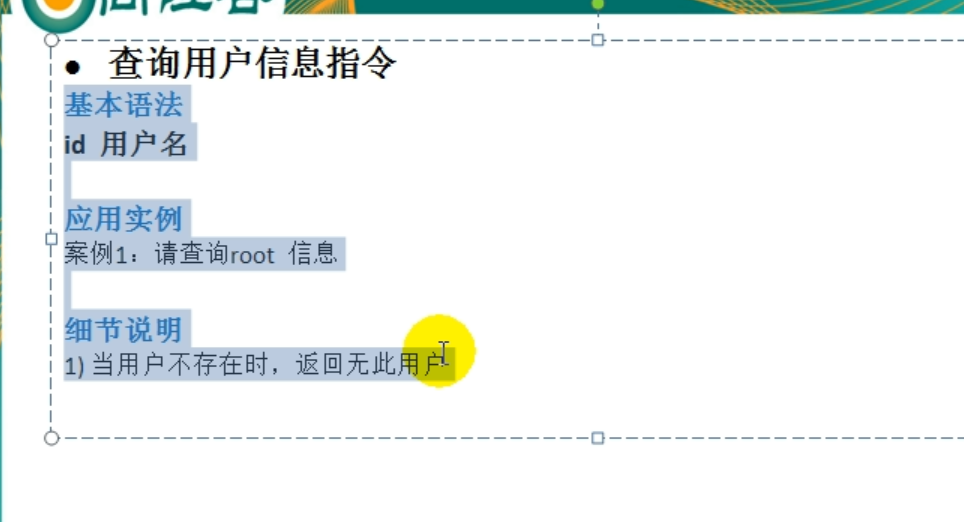 ● 查询用户信息指令
基本语法
id 用户名
应用实例
案例1：请查询root 信息
细节说明
1) 当用户不存在时，返回无此用户